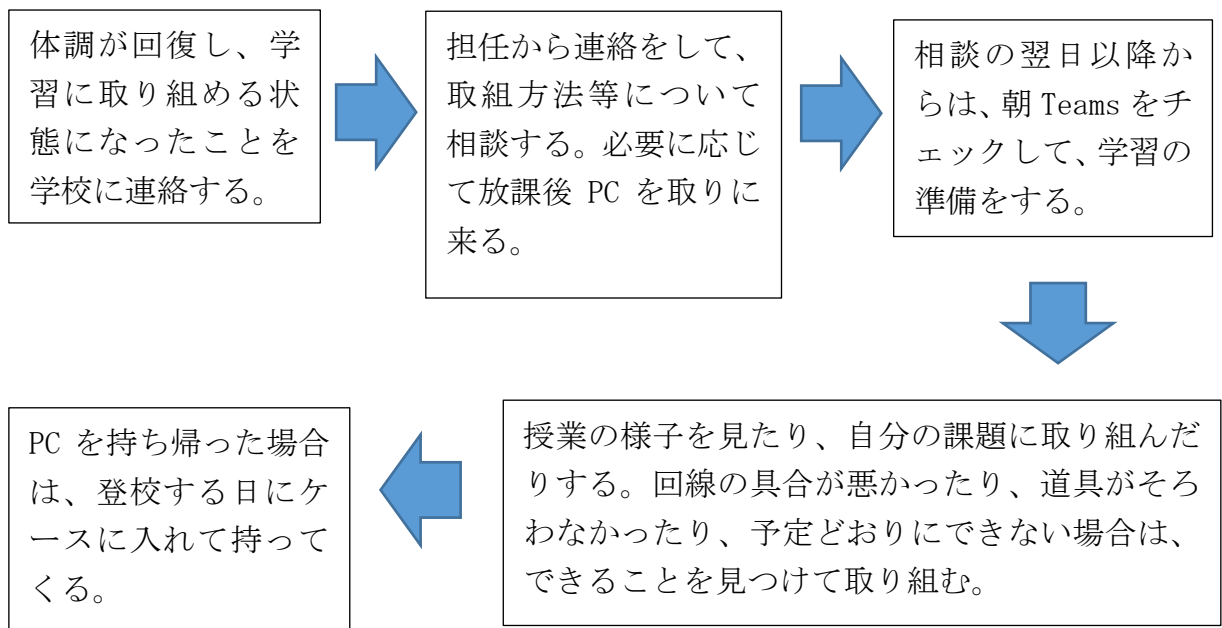 体調が回復し、学
習に取り組める状
態になったことを
学校に連絡する。
担任から連絡をして、
取組方法等について
相談する。必要に応じ
て放課後 PC を取りに
来る。
相談の翌日以降か
らは、朝 Teams をチ
ェックして、学習の
準備をする。
授業の様子を見たり、自分の課題に取り組んだ
りする。回線の具合が悪かったり、道具がそろ
わなかったり、予定どおりにできない場合は、
できることを見つけて取り組む。
PC を持ち帰った場合
は、登校する日にケ
ースに入れて持って
くる。